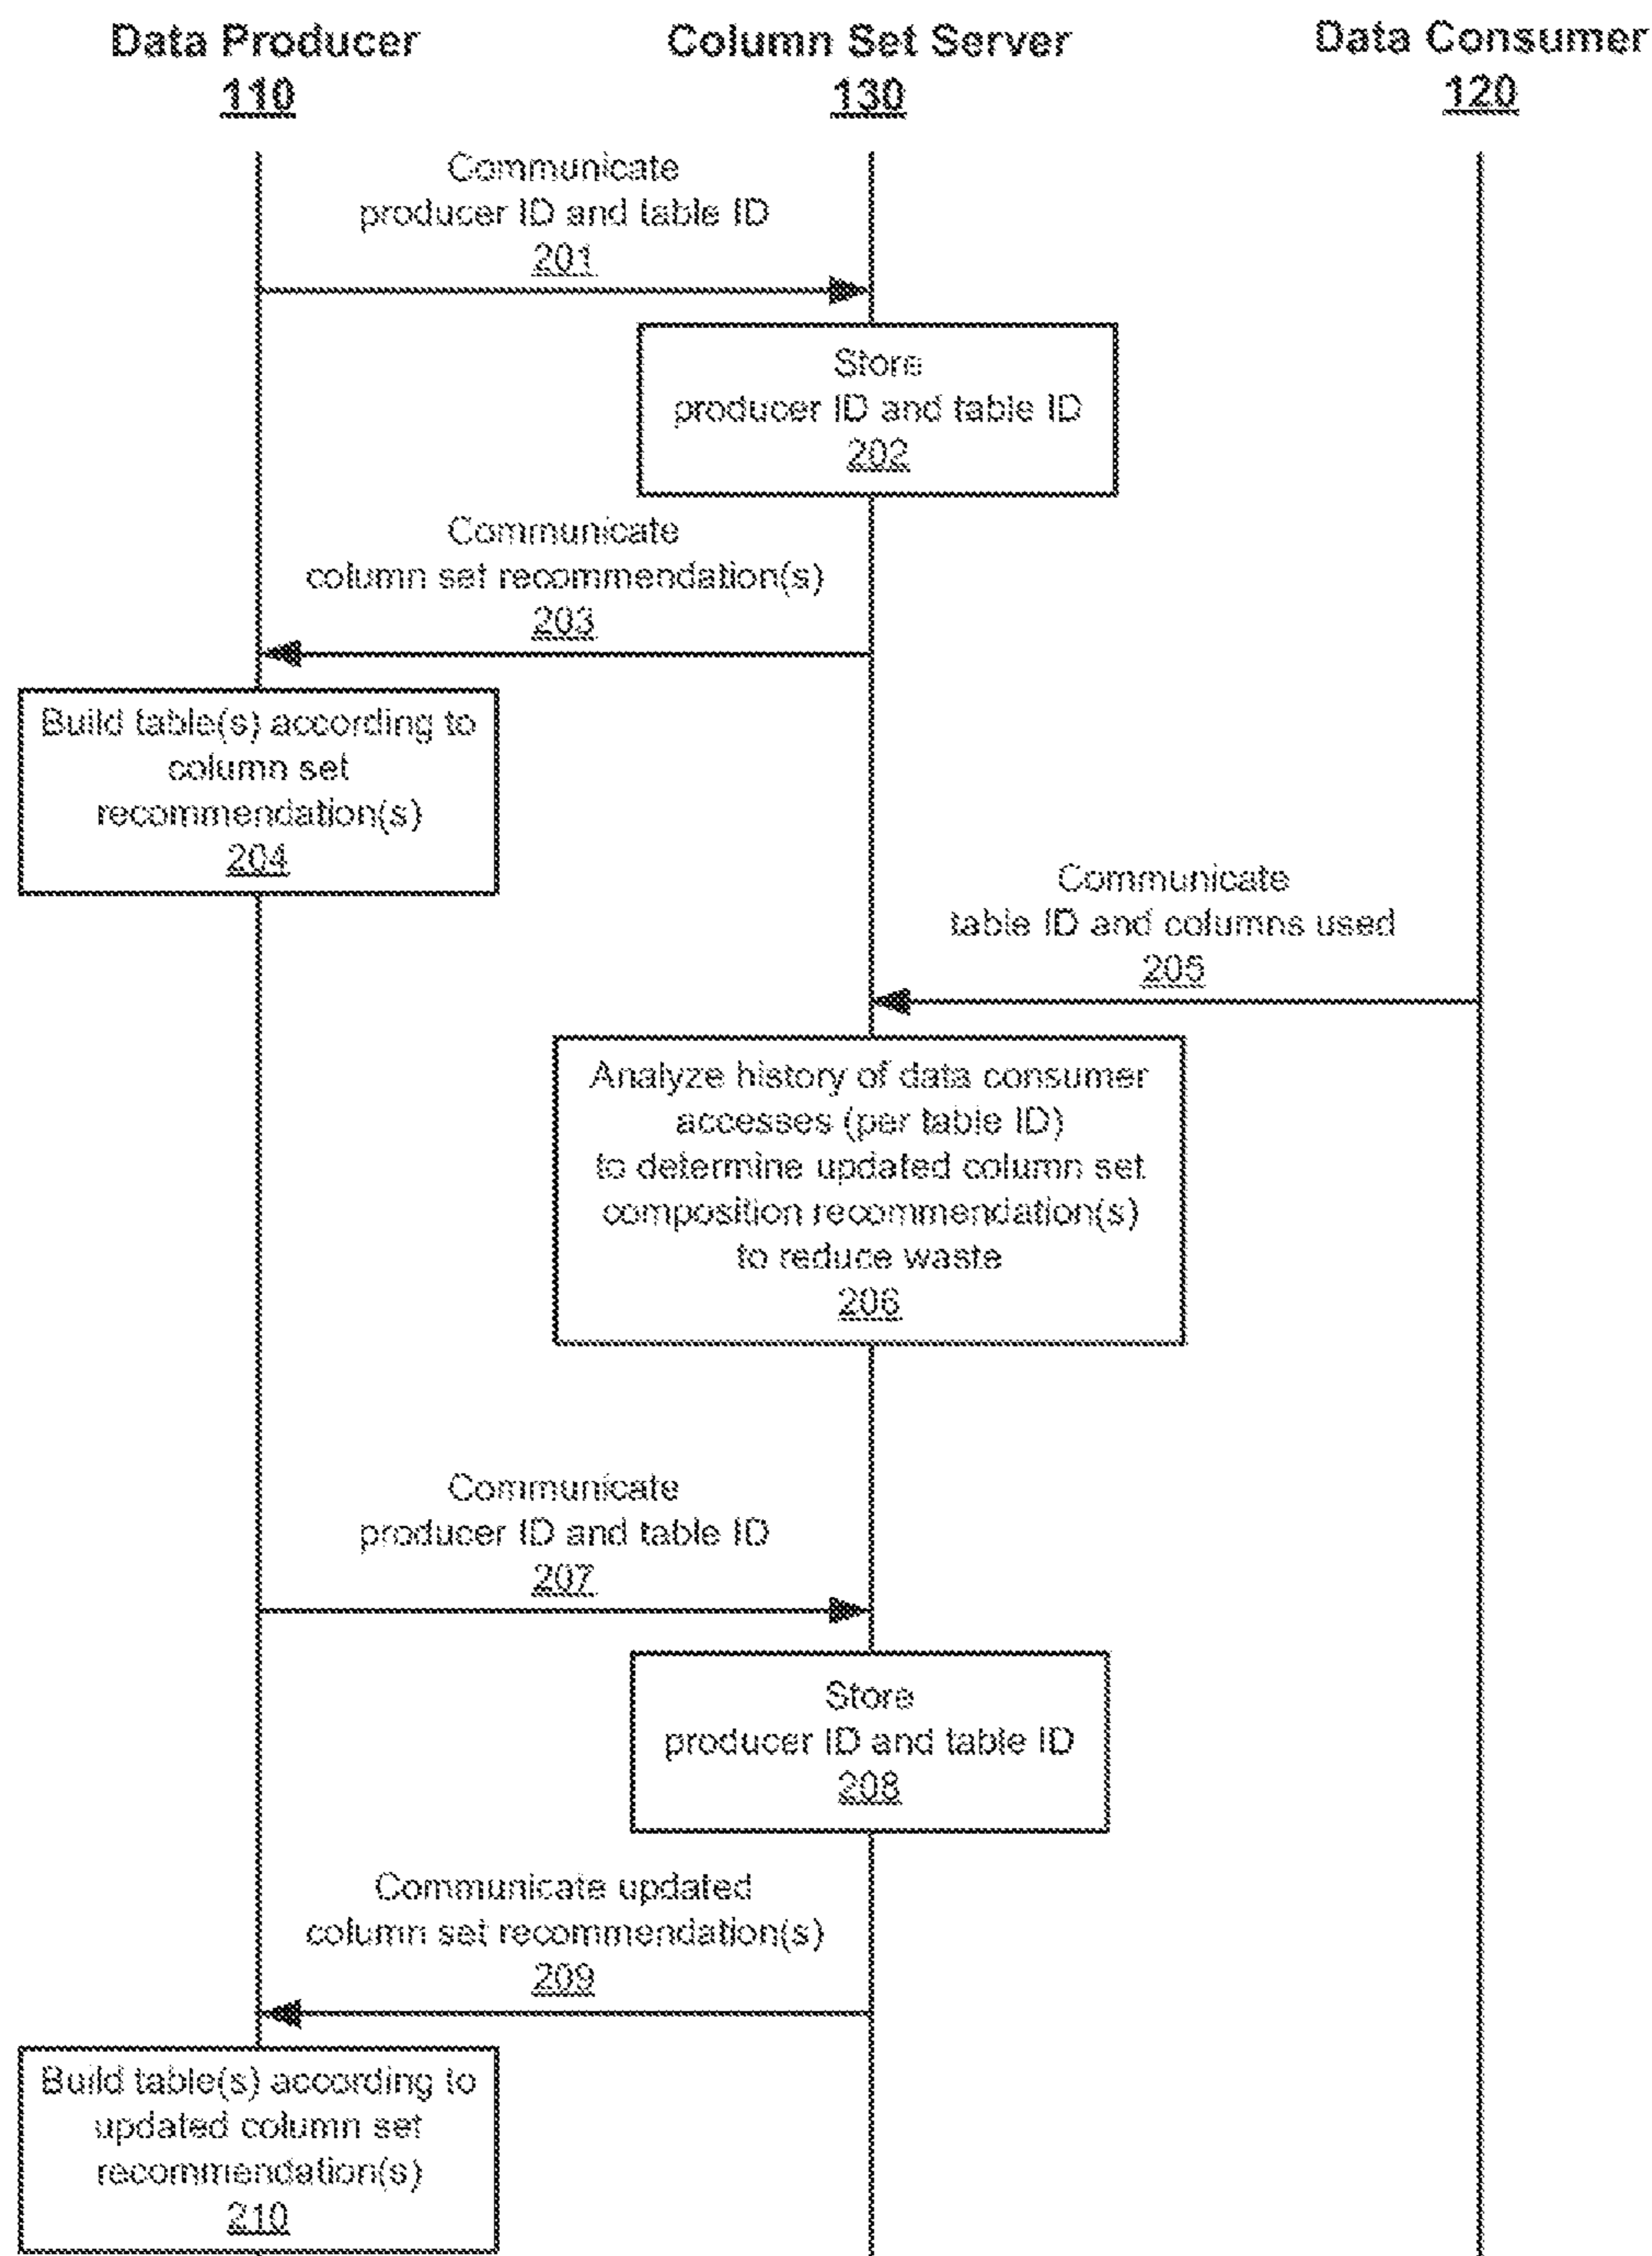 Data Producer
110
Column Set Server
130
Data Consumer
120
Communicate
producer ID and table ID
201
Store
producer ID and table ID
202
Communicate
column set recommendation(s)
203
Build table(s) according to
column set
recommendation(s)
204
Communicate
table ID and columns used
205
Analyze history of data consumer
accesses (per table ID)
to determine updated column set
composition recommendation(s)
to reduce waste
206
Communicate
producer ID and table ID
207
Store
producer ID and table ID
208
Communicate updated
column set recommendation(s)
209
Build table(s) according to
updated column set
recommendation(s)
210